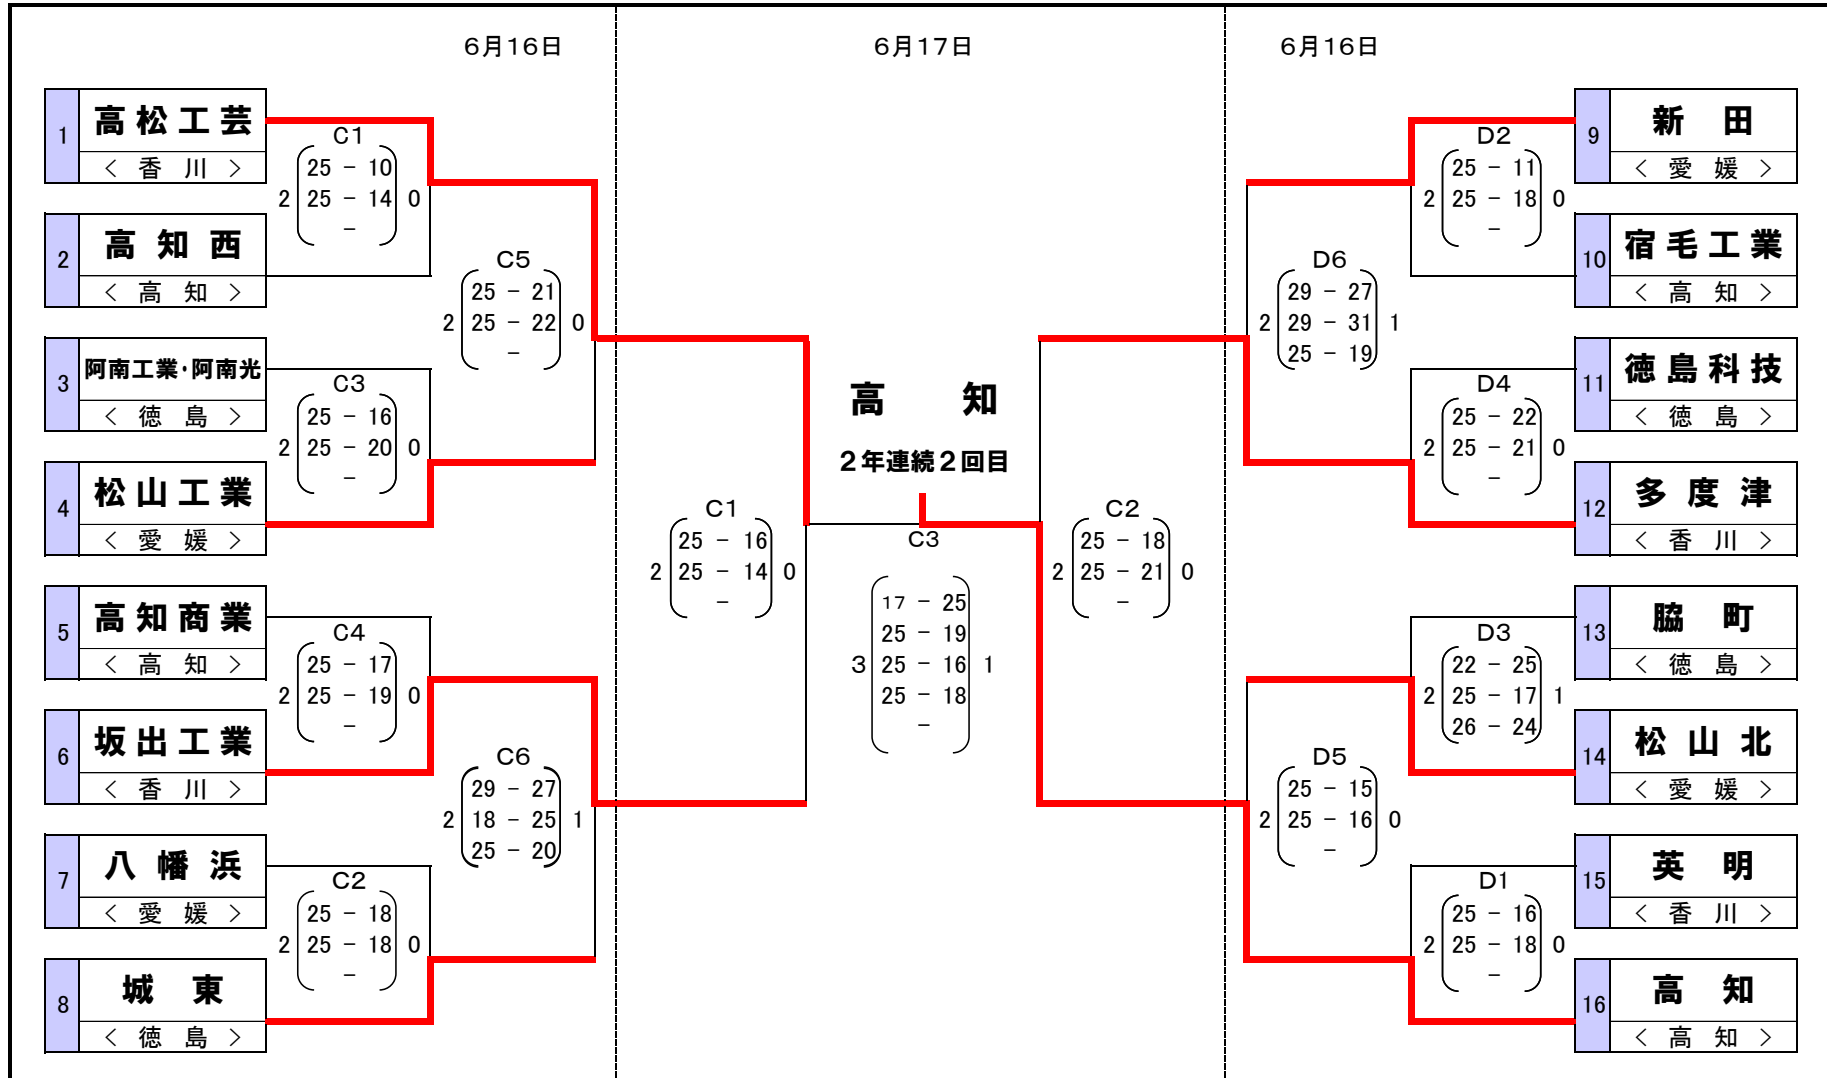 6月16日
6月17日
6月16日
1
高松工芸
＜ 香 川 ＞
2
高知西
＜ 高 知 ＞
3
阿南工業・阿南光
＜ 徳 島 ＞
4
松山工業
＜ 愛 媛 ＞
5
高知商業
＜ 高 知 ＞
6
坂出工業
＜ 香 川 ＞
7
八幡浜
＜ 愛 媛 ＞
8
城東
＜ 徳 島 ＞
C1
25 － 10
2 25 － 14 0
－
C3
25 － 16
2 25 － 20 0
－
C4
25 － 17
2 25 － 19 0
－
C2
25 － 18
2 25 － 18 0
－
C5
25 － 21
2 25 － 22 0
－
C6
29 － 27
2 18 － 25 1
25 － 20
C1
25 － 16
2 25 － 14 0
－
高 知
２年連続２回目
C3
17 － 25
25 － 19
3 25 － 16 1
25 － 18
－
C2
25 － 18
2 25 － 21 0
－
D6
29 － 27
2 29 － 31 1
25 － 19
D5
25 － 15
2 25 － 16 0
－
D2
25 － 11
2 25 － 18 0
－
D4
25 － 22
2 25 － 21 0
－
D3
22 － 25
2 25 － 17 1
26 － 24
D1
25 － 16
2 25 － 18 0
－
9
新田
＜ 愛 媛 ＞
10
宿毛工業
＜ 高 知 ＞
11
徳島科技
＜ 徳 島 ＞
12
多度津
＜ 香 川 ＞
13
脇町
＜ 徳 島 ＞
14
松山北
＜ 愛 媛 ＞
15
英明
＜ 香 川 ＞
16
高知
＜ 高 知 ＞